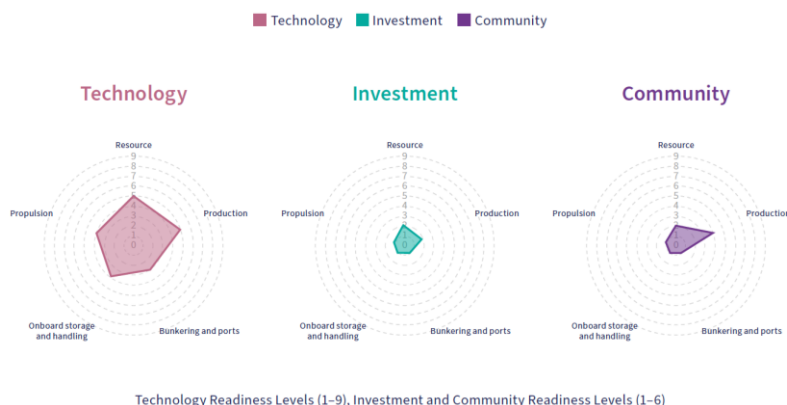 Technology Investment Community
Technology Investment Community
Resource Resource Resource
9 9 9
8 8 8
7 7 7
6 6 6
5 5 5
4 4 4
3 3 3
2 2 2
1 1 1
0 0 0
Propulsion Production Propulsion Production Propulsion Production
Onboard storage
and handling
Bunkering and ports
Onboard storage
and handling
Bunkering and ports
Onboard storage
and handling
Bunkering and ports
Technology Readiness Levels (1–9), Investment and Community Readiness Levels (1–6)